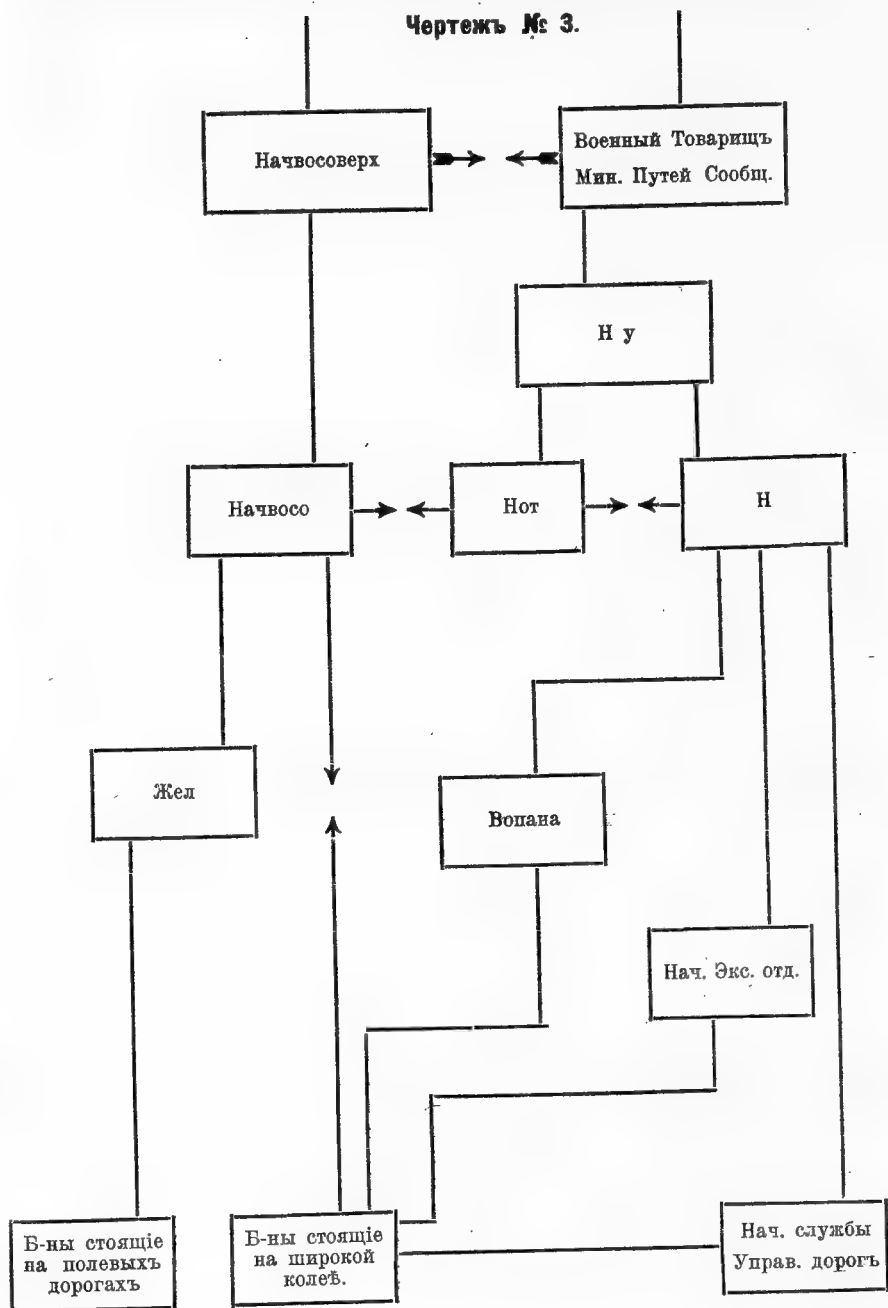 Чертежъ № 3.
Начвосоверх
Военный Товарищъ
Мин. Путей Сообщ.
Н у
Начвосо
Нот
Н
Жел
Вопана
Нач. Экс. отд.
Б-ны стоящіе
на полевыхъ
дорогахъ
Б-ны стоящіе
на широкой
колеѣ.
Нач. службы
Управ. дорогъ